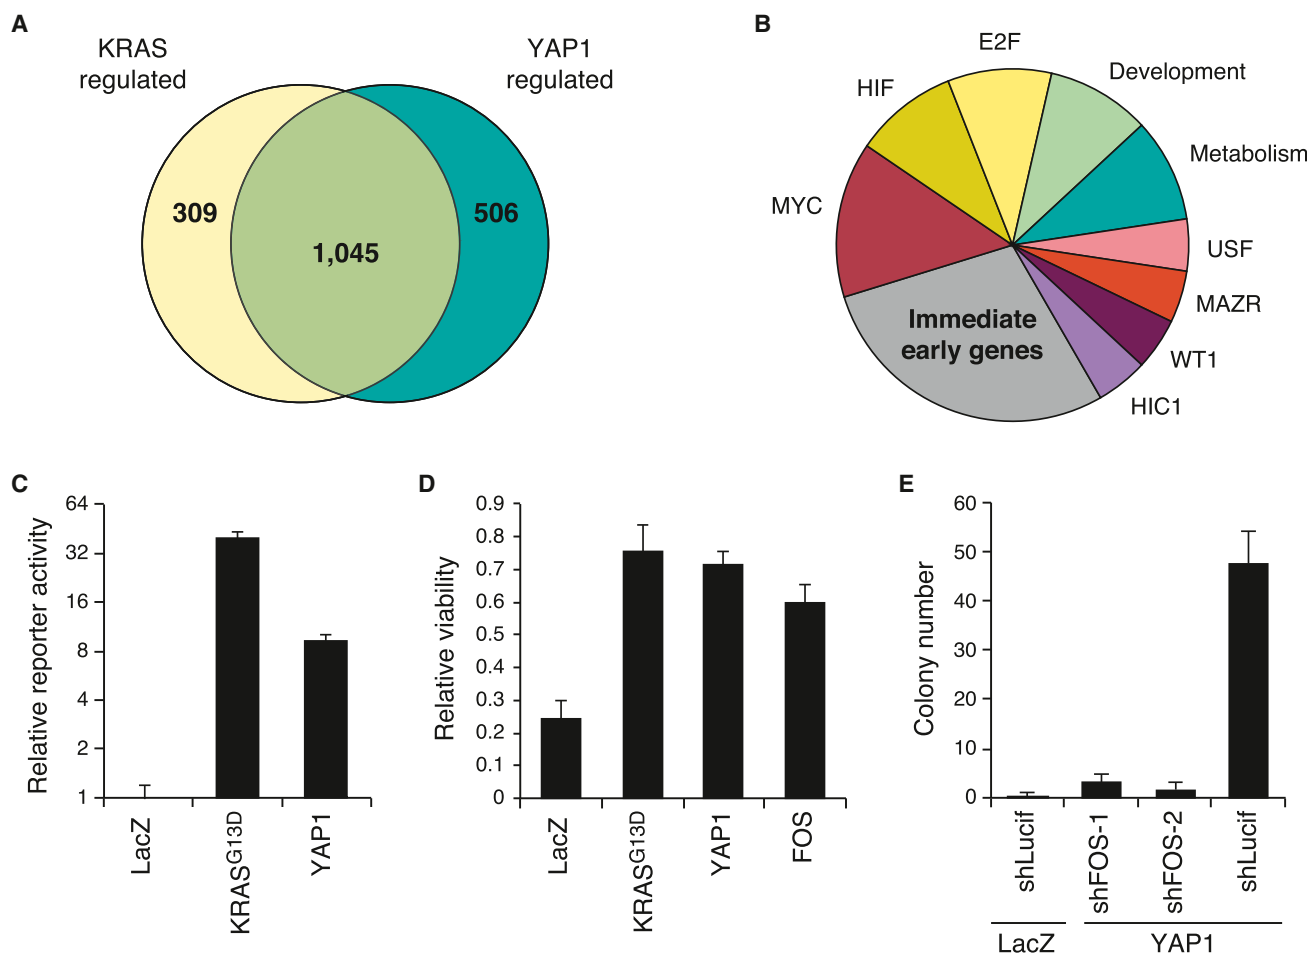 A
KRAS
regulated
YAP1
regulated
309
1,045
506
B
E2F
Development
HIF
Metabolism
MYC
USF
MAZR
WT1
HIC1
Immediate
early genes
C
Relative reporter activity
64
32
16
8
4
2
1
LacZ
KRASG13D
YAP1
D
Relative viability
0.9
0.8
0.7
0.6
0.5
0.4
0.3
0.2
0.1
0
LacZ
KRASG13D
YAP1
FOS
E
Colony number
60
50
40
30
20
10
0
shLucif
shFOS-1
shFOS-2
shLucif
LacZ
YAP1